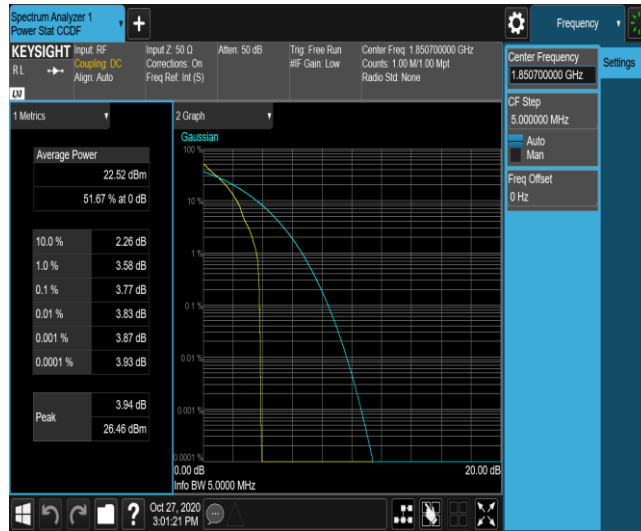 Spectrum Analyzer 1
Power Stat CCDF
+
Frequency
KEYSIGHT
RL
LXI
Input: RF
Coupling: DC
Align: Auto
Input Z: 50 Ω
Corrections: On
Freq Ref: Int (S)
Atten: 50 dB
Trig: Free Run
#IF Gain: Low
Center Freq: 1.850700000 GHz
Counts: 1.00 M/1.00 Mpt
Radio Std: None
Center Frequency
1.850700000 GHz
Settings
CF Step
5.000000 MHz
Auto
Man
Freq Offset
0 Hz
1 Metrics
Average Power
22.52 dBm
51.67 % at 0 dB
10.0 % 2.26 dB
1.0 % 3.58 dB
0.1 % 3.77 dB
0.01 % 3.83 dB
0.001 % 3.87 dB
0.0001 % 3.93 dB
Peak
3.94 dB
26.46 dBm
2 Graph
Gaussian
100 %
10 %
1 %
0.1 %
0.01 %
0.001 %
0.0001 %
0.00 dB 20.00 dB
Info BW 5.0000 MHz
?
Oct 27, 2020
3:01:21 PM